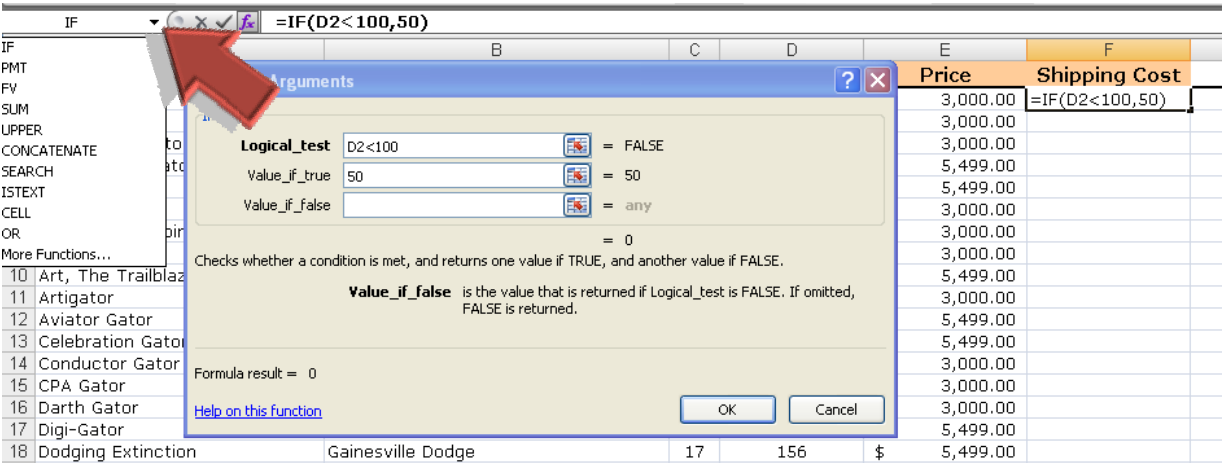 IF =IF(D2<100,50)
IF
PMT
FV
SUM
UPPER
CONCATENATE
SEARCH
ISTEXT
CELL
OR
More Functions...
B C D E F
Price Shipping Cost
3,000.00 =IF(D2<100,50)
3,000.00
3,000.00
5,499.00
5,499.00
3,000.00
3,000.00
3,000.00
Arguments
Logical_test D2<100 = FALSE
Value_if_true 50 = 50
Value_if_false = any
= 0
Checks whether a condition is met, and returns one value if TRUE, and another value if FALSE.
Value_if_false is the value that is returned if Logical_test is FALSE. If omitted,
FALSE is returned.
Formula result = 0
Help on this function
OK Cancel
10 Art, The Trailblaz 5,499.00
11 Artigator 3,000.00
12 Aviator Gator 5,499.00
13 Celebration Gator 5,499.00
14 Conductor Gator 3,000.00
15 CPA Gator 3,000.00
16 Darth Gator 3,000.00
17 Digi-Gator 5,499.00
18 Dodging Extinction Gainesville Dodge 17 156 $ 5,499.00